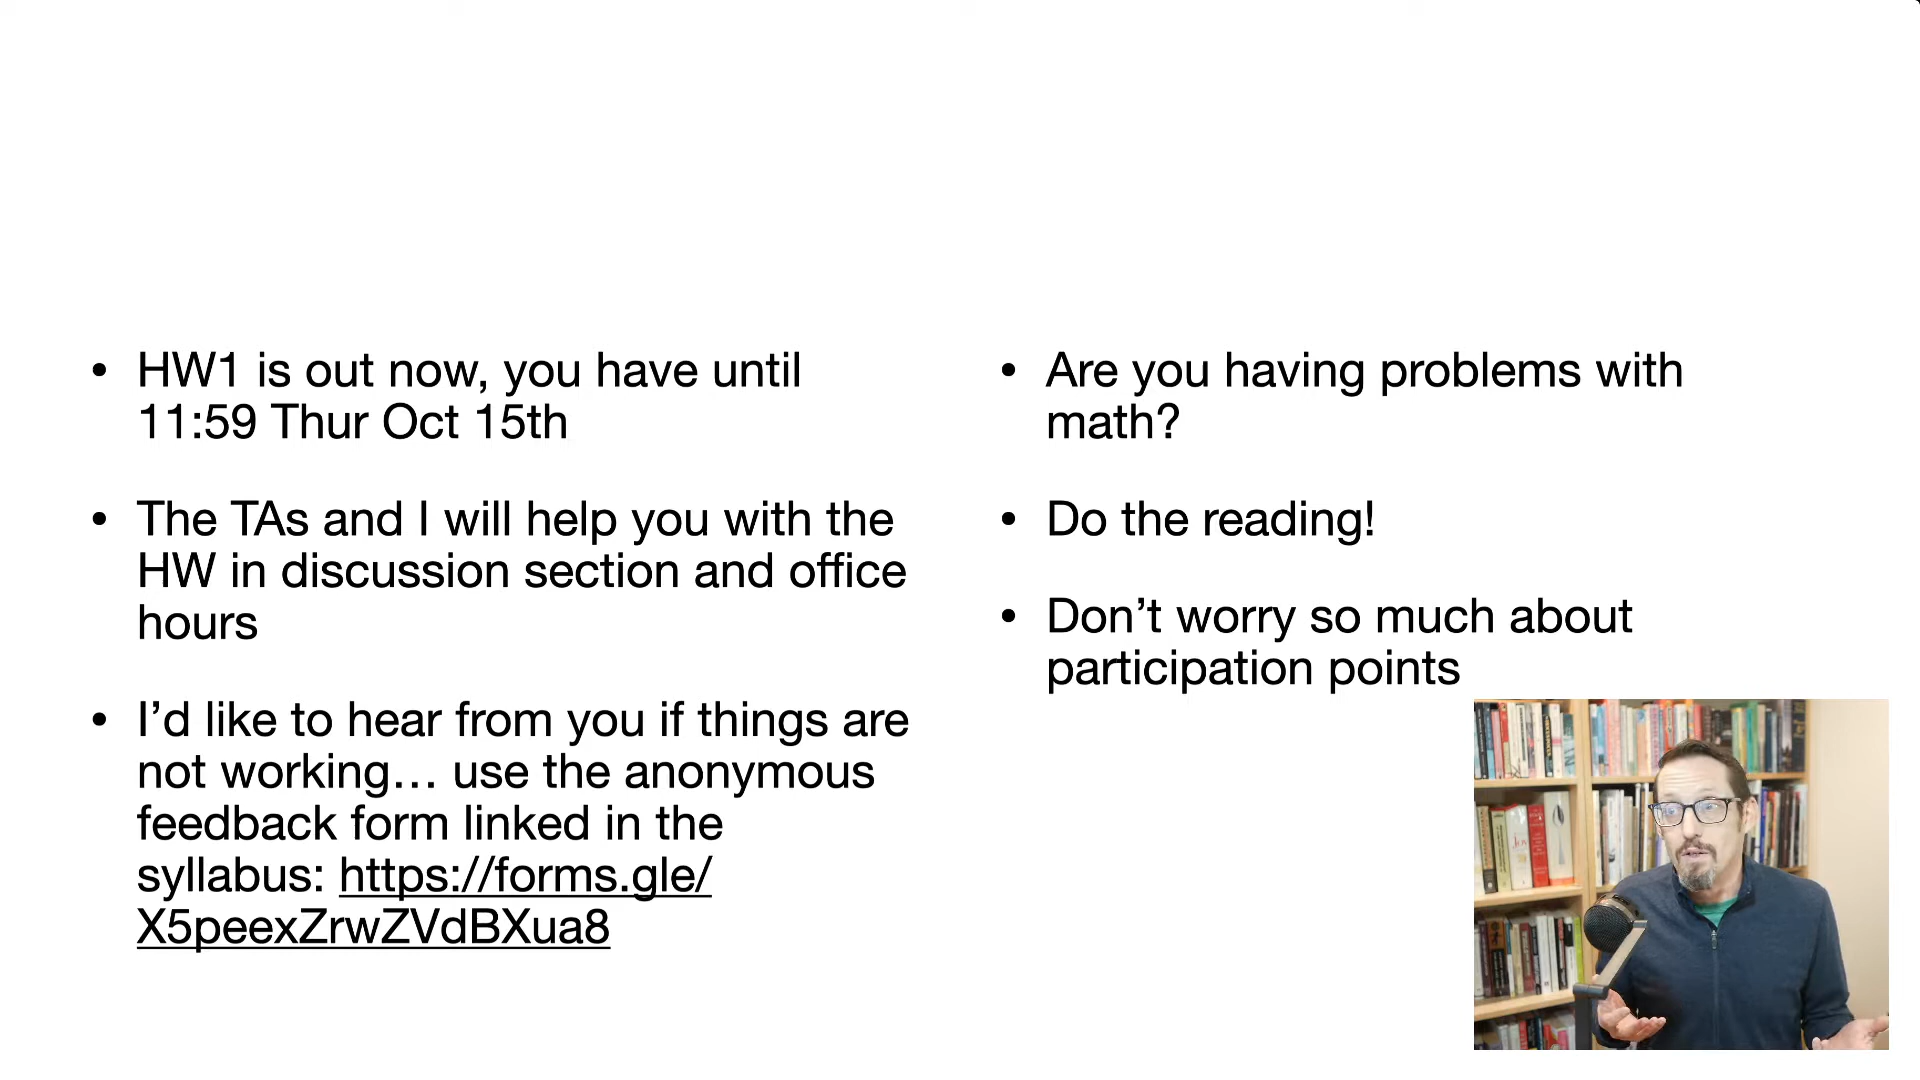 • HW1 is out now, you have until
11:59 Thur Oct 15th
• The TAs and I will help you with the
HW in discussion section and office
hours
• I’d like to hear from you if things are
not working… use the anonymous
feedback form linked in the
syllabus: https://forms.gle/
X5peexZrwZVdBXua8
• Are you having problems with
math?
• Do the reading!
• Don’t worry so much about
participation points